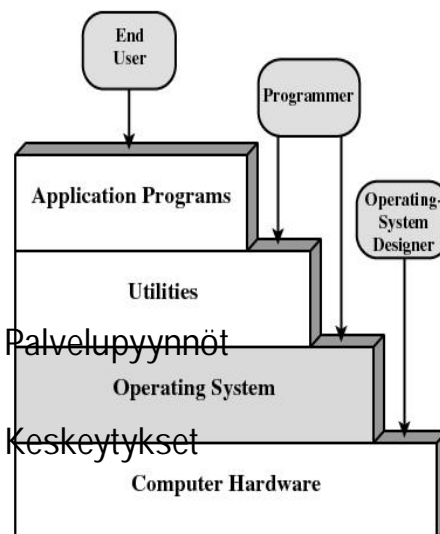 End
User
Programmer
Operating-
System
Designer
Application Programs
Utilities
Palvelupyynnöt
Operating System
Keskeytykset
Computer Hardware